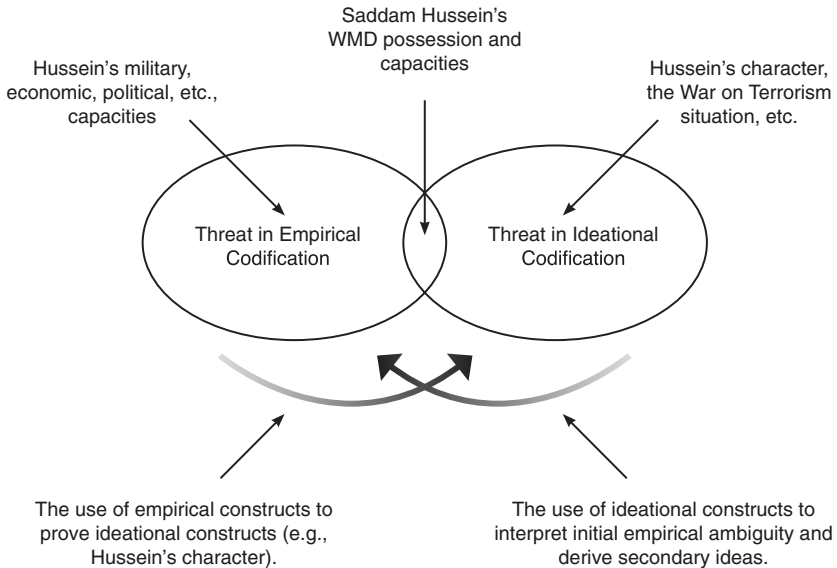 Saddam Hussein's
WMD possession and
capacities
Hussein's military,
economic, political, etc.,
capacities
Hussein's character,
the War on Terrorism
situation, etc.
Threat in Empirical
Codification
Threat in Ideational
Codification
The use of empirical constructs to
prove ideational constructs (e.g.,
Hussein's character).
The use of ideational constructs to
interpret initial empirical ambiguity and
derive secondary ideas.